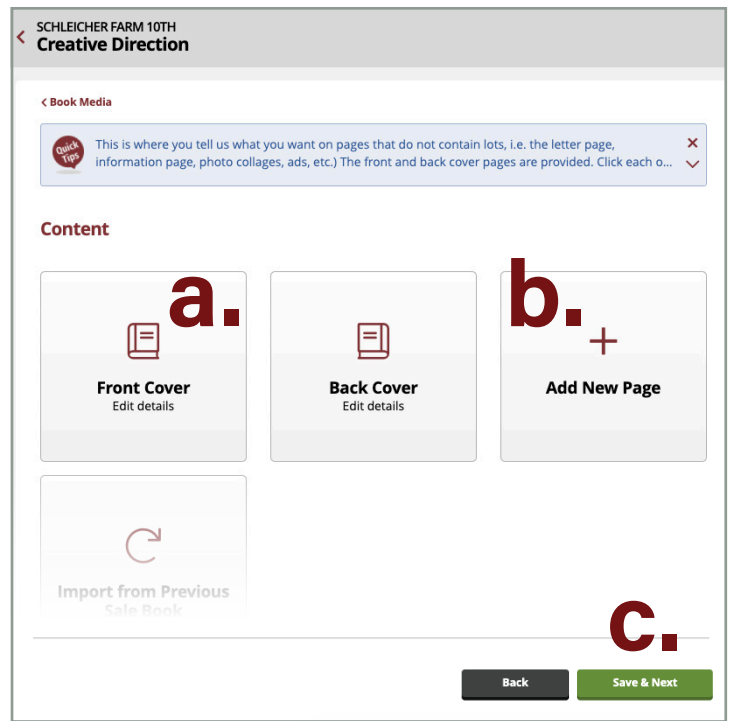 SCHLEICHER FARM 10TH
Creative Direction
Book Media
Quick
Tips
This is where you tell us what you want on pages that do not contain lots, i.e. the letter page,
information page, photo collages, ads, etc.) The front and back cover pages are provided. Click each o...
Content
a.
b.
Front Cover
Edit details
Back Cover
Edit details
Add New Page
Import from Previous
Sale Book
c.
Back
Save & Next